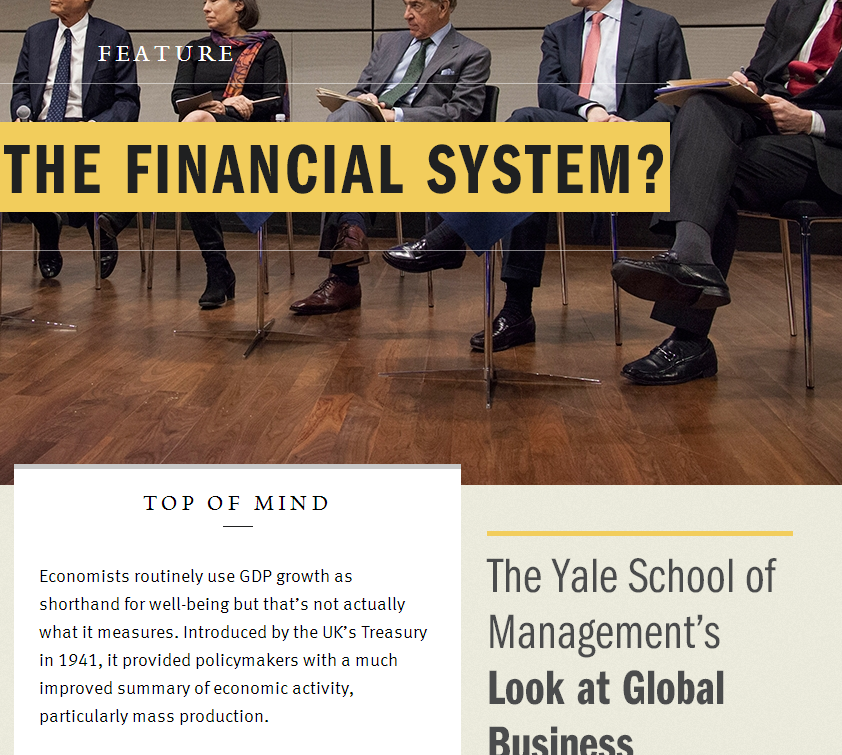 FEATURE
THE FINANCIAL SYSTEM?
TOP OF MIND
Economists routinely use GDP growth as
shorthand for well-being but that’s not actually
what it measures. Introduced by the UK’s Treasury
in 1941, it provided policymakers with a much
improved summary of economic activity,
particularly mass production.
The Yale School of
Management’s
Look at Global
Business